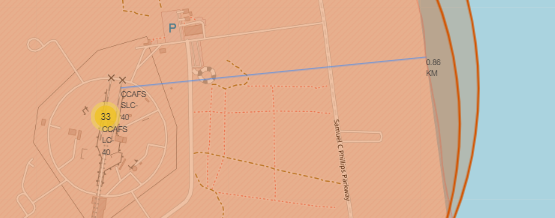 P
0.86
KM
CCAFS
SLC-
40
33
CCAFS
LC
40
Samuel C Phillips Parkway